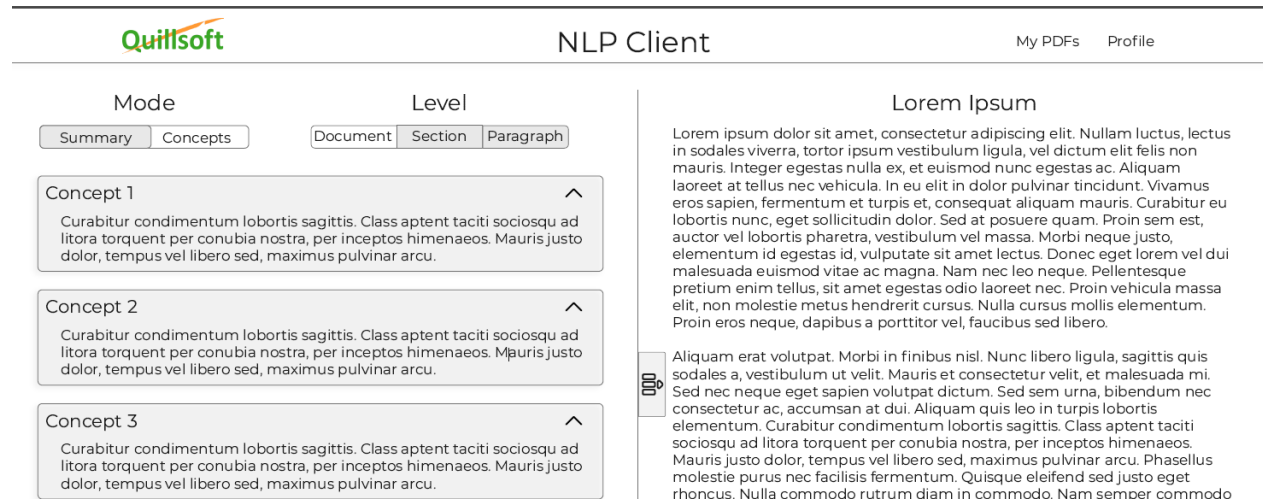 Quillsoft
NLP Client
My PDFs
Profile
Mode
Level
Summary
Concepts
Document
Section
Paragraph
Concept 1
Curabitur condimentum lobortis sagittis. Class aptent taciti sociosqu ad
litora torquent per conubia nostra, per inceptos himenaeos. Mauris justo
dolor, tempus vel libero sed, maximus pulvinar arcu.
Concept 2
Curabitur condimentum lobortis sagittis. Class aptent taciti sociosqu ad
litora torquent per conubia nostra, per inceptos himenaeos. Mauris justo
dolor, tempus vel libero sed, maximus pulvinar arcu.
Concept 3
Curabitur condimentum lobortis sagittis. Class aptent taciti sociosqu ad
litora torquent per conubia nostra, per inceptos himenaeos. Mauris justo
dolor, tempus vel libero sed, maximus pulvinar arcu.
Lorem Ipsum
Lorem ipsum dolor sit amet, consectetur adipiscing elit. Nullam luctus, lectus
in sodales viverra, tortor ipsum vestibulum ligula, vel dictum elit felis non
mauris. Integer egestas nulla ex, et euismod nunc egestas ac. Aliquam
laoreet at tellus nec vehicula. In eu elit in dolor pulvinar tincidunt. Vivamus
eros sapien, fermentum et turpis et, consequat aliquam mauris. Curabitur eu
lobortis nunc, eget sollicitudin dolor. Sed at posuere quam. Proin sem est,
auctor vel lobortis pharetra, vestibulum vel massa. Morbi neque justo,
elementum id egestas id, vulputate sit amet lectus. Donec eget lorem vel dui
malesuada euismod vitae ac magna. Nam nec leo neque. Pellentesque
pretium enim tellus, sit amet egestas odio laoreet nec. Proin vehicula massa
elit, non molestie metus hendrerit cursus. Nulla cursus mollis elementum.
Proin eros neque, dapibus a porttitor vel, faucibus sed libero.
Aliquam erat volutpat. Morbi in finibus nisl. Nunc libero ligula, sagittis quis
sodales a, vestibulum ut velit. Mauris et consectetur velit, et malesuada mi.
Sed nec neque eget sapien volutpat dictum. Sed sem urna, bibendum nec
consectetur ac, accumsan at dui. Aliquam quis leo in turpis lobortis
elementum. Curabitur condimentum lobortis sagittis. Class aptent taciti
sociosqu ad litora torquent per conubia nostra, per inceptos himenaeos.
Mauris justo dolor, tempus vel libero sed, maximus pulvinar arcu. Phasellus
molestie purus nec facilisis fermentum. Quisque eleifend sed justo eget
rhoncus. Nulla commodo rutrum diam in commodo. Nam semper commodo